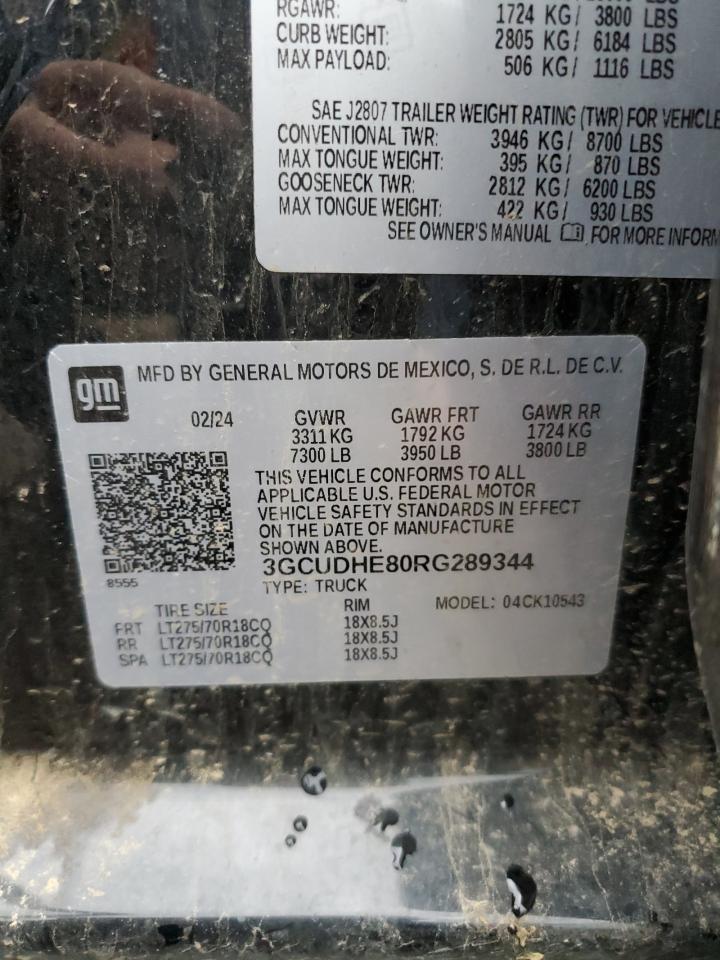 RGAWR: 1724 KG/ 3800 LBS
CURB WEIGHT: 2805 KG/ 6184 LBS
MAX PAYLOAD: 506 KG/ 1116 LBS
SAE J2807 TRAILER WEIGHT RATING (TWR) FOR VEHICLE
CONVENTIONAL TWR: 3946 KG/ 8700 LBS
MAX TONGUE WEIGHT: 395 KG/ 870 LBS
GOOSENECK TWR: 2812 KG/ 6200 LBS
MAX TONGUE WEIGHT: 422 KG/ 930 LBS
SEE OWNER'S MANUAL FOR MORE INFORM
gm MFD BY GENERAL MOTORS DE MEXICO, S. DE R.L. DE C.V.
02/24 GVWR GAWR FRT GAWR RR
3311 KG 1792 KG 1724 KG
7300 LB 3950 LB 3800 LB
THIS VEHICLE CONFORMS TO ALL
APPLICABLE U.S. FEDERAL MOTOR
VEHICLE SAFETY STANDARDS IN EFFECT
ON THE DATE OF MANUFACTURE
SHOWN ABOVE.
3GCUDHE80RG289344
8555 TYPE: TRUCK
TIRE SIZE RIM MODEL: 04CK10543
FRT LT275/70R18CQ 18X8.5J
RR LT275/70R18CQ 18X8.5J
SPA LT275/70R18CQ 18X8.5J